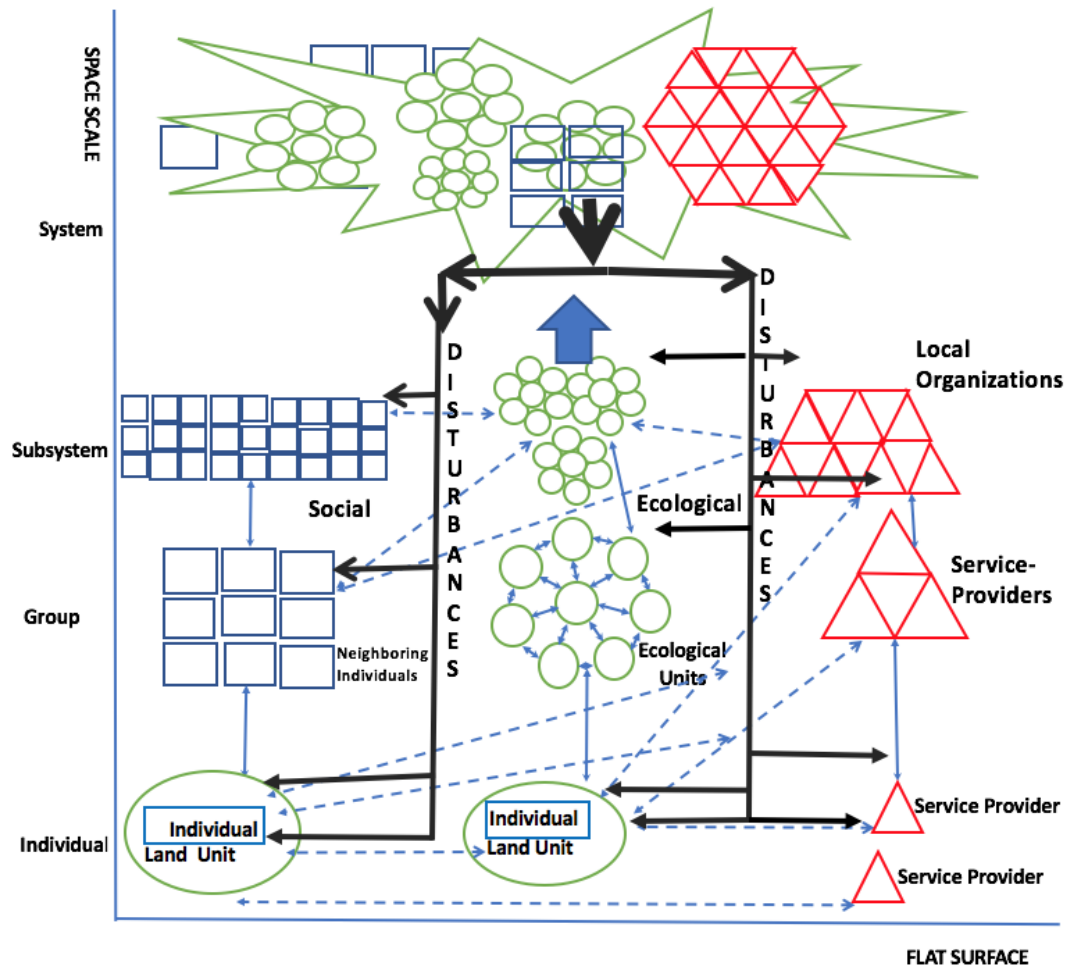 SPACE SCALE
System
DISTURBANCES
DISTURBANCES
Local
Organizations
Subsystem
Social
Ecological
Service-
Providers
Group
Neighboring
Individuals
Ecological
Units
Individual
Land Unit
Individual
Land Unit
Service Provider
Individual
Service Provider
FLAT SURFACE